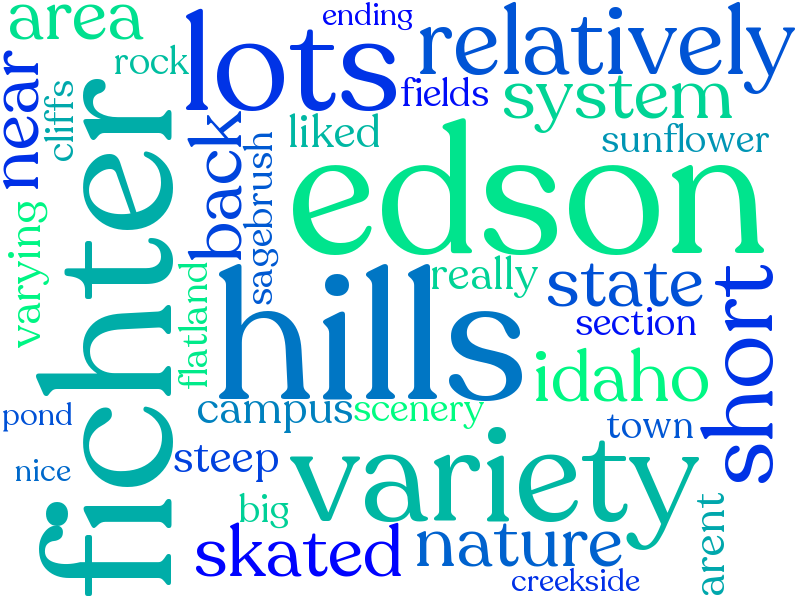 area
ending
relatively
rock
lots
near
cliffs
fields
system
liked
sunflower
fichter
back
sagebrush
edson
varying
flatland
hills
really
state
short
section
idaho
campus
scenery
pond
town
steep
variety
nice
big
skated
nature
arent
creekside